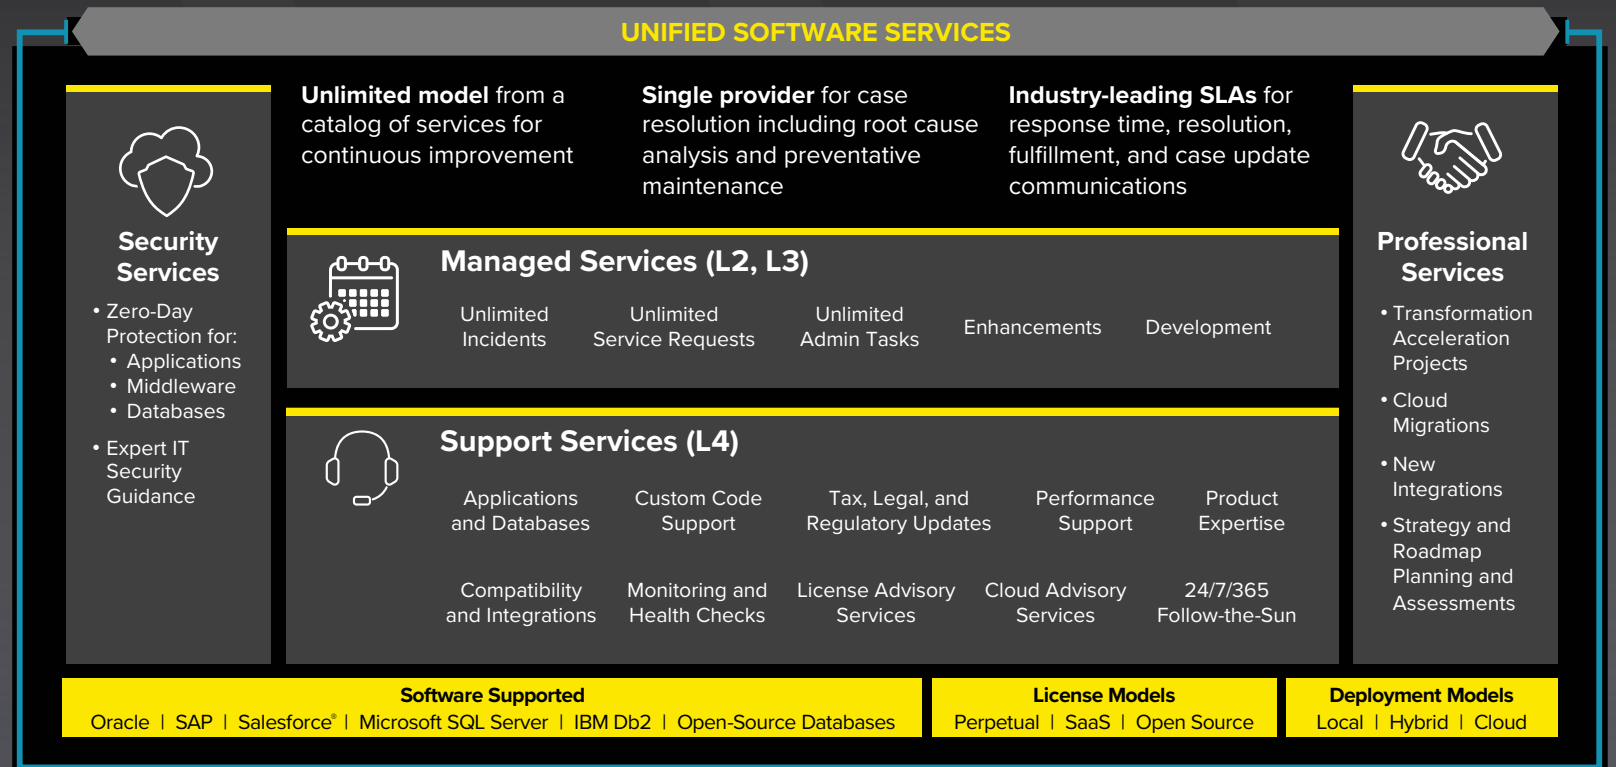 UNIFIED SOFTWARE SERVICES
Unlimited model from a
catalog of services for
continuous improvement
Single provider for case
resolution including root cause
analysis and preventative
maintenance
Industry-leading SLAs for
response time, resolution,
fulfillment, and case update
communications
Security
Services
• Zero-Day
Protection for:
• Applications
• Middleware
• Databases
• Expert IT
Security
Guidance
Managed Services (L2, L3)
Unlimited
Incidents
Unlimited
Service Requests
Unlimited
Admin Tasks
Enhancements
Development
Support Services (L4)
Applications
and Databases
Custom Code
Support
Tax, Legal, and
Regulatory Updates
Performance
Support
Product
Expertise
Compatibility
and Integrations
Monitoring and
Health Checks
License Advisory
Services
Cloud Advisory
Services
24/7/365
Follow-the-Sun
Professional
Services
• Transformation
Acceleration
Projects
• Cloud
Migrations
• New
Integrations
• Strategy and
Roadmap
Planning and
Assessments
Software Supported
Oracle | SAP | Salesforce® | Microsoft SQL Server | IBM Db2 | Open-Source Databases
License Models
Perpetual | SaaS | Open Source
Deployment Models
Local | Hybrid | Cloud